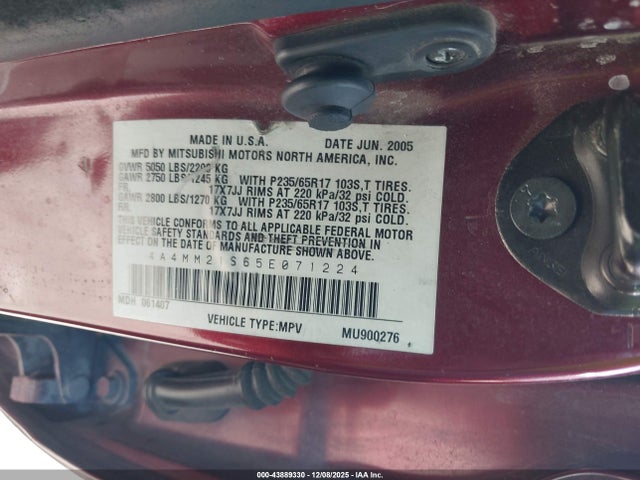 MADE IN U.S.A. DATE JUN. 2005
MFD BY MITSUBISHI MOTORS NORTH AMERICA, INC.
GVWR 5050 LBS/2290 KG
GAWR 2750 LBS/1245 KG WITH P235/65R17 103S,T TIRES.
FR. 17X7JJ RIMS AT 220 kPa/32 psi COLD
GAWR 2800 LBS/1270 KG WITH P235/65R17 103S,T TIRES.
RR. 17X7JJ RIMS AT 220 kPa/32 psi COLD
THIS VEHICLE CONFORMS TO ALL APPLICABLE FEDERAL MOTOR
VEHICLE SAFETY STANDARDS AND THEFT PREVENTION
IN EFFECT ON THE DATE OF MANUFACTURE SHOWN ABOVE.
MDH 061407
VEHICLE TYPE:MPV MU900276
000-43889330 - 12/08/2025 - IAA Inc.